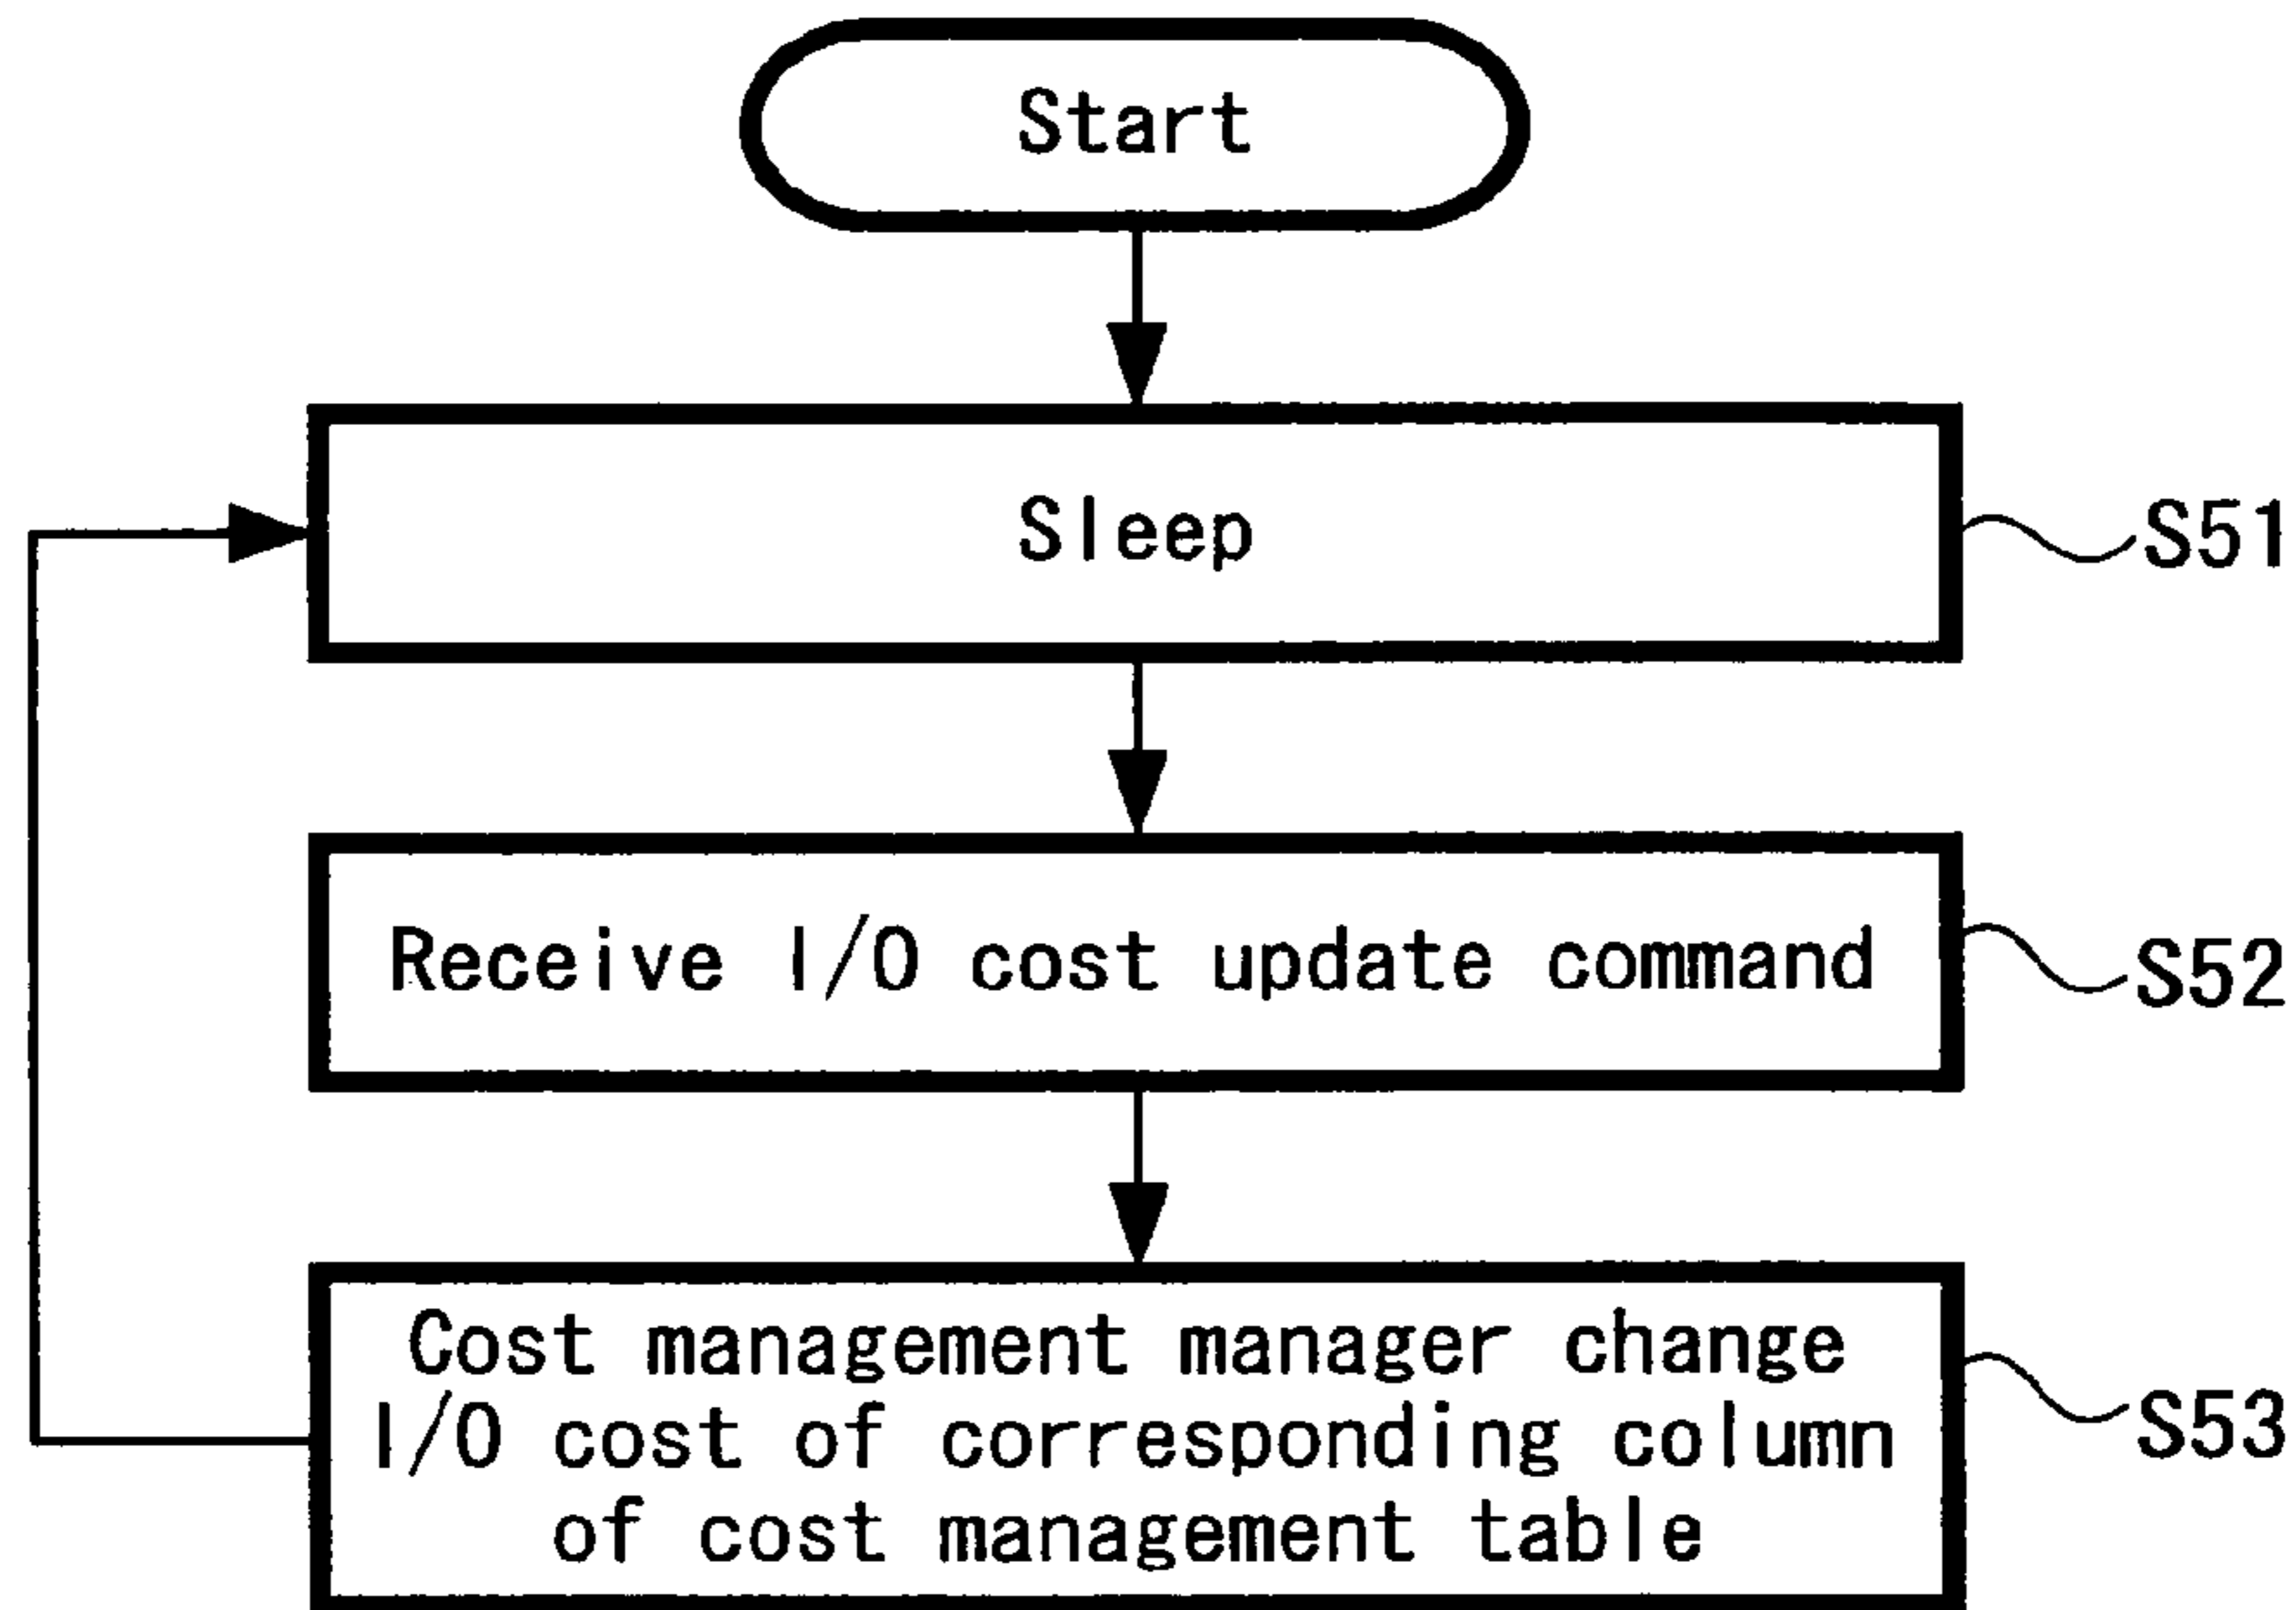 Start
Sleep
S51
Receive I/O cost update command
S52
Cost management manager change
I/O cost of corresponding column
of cost management table
S53